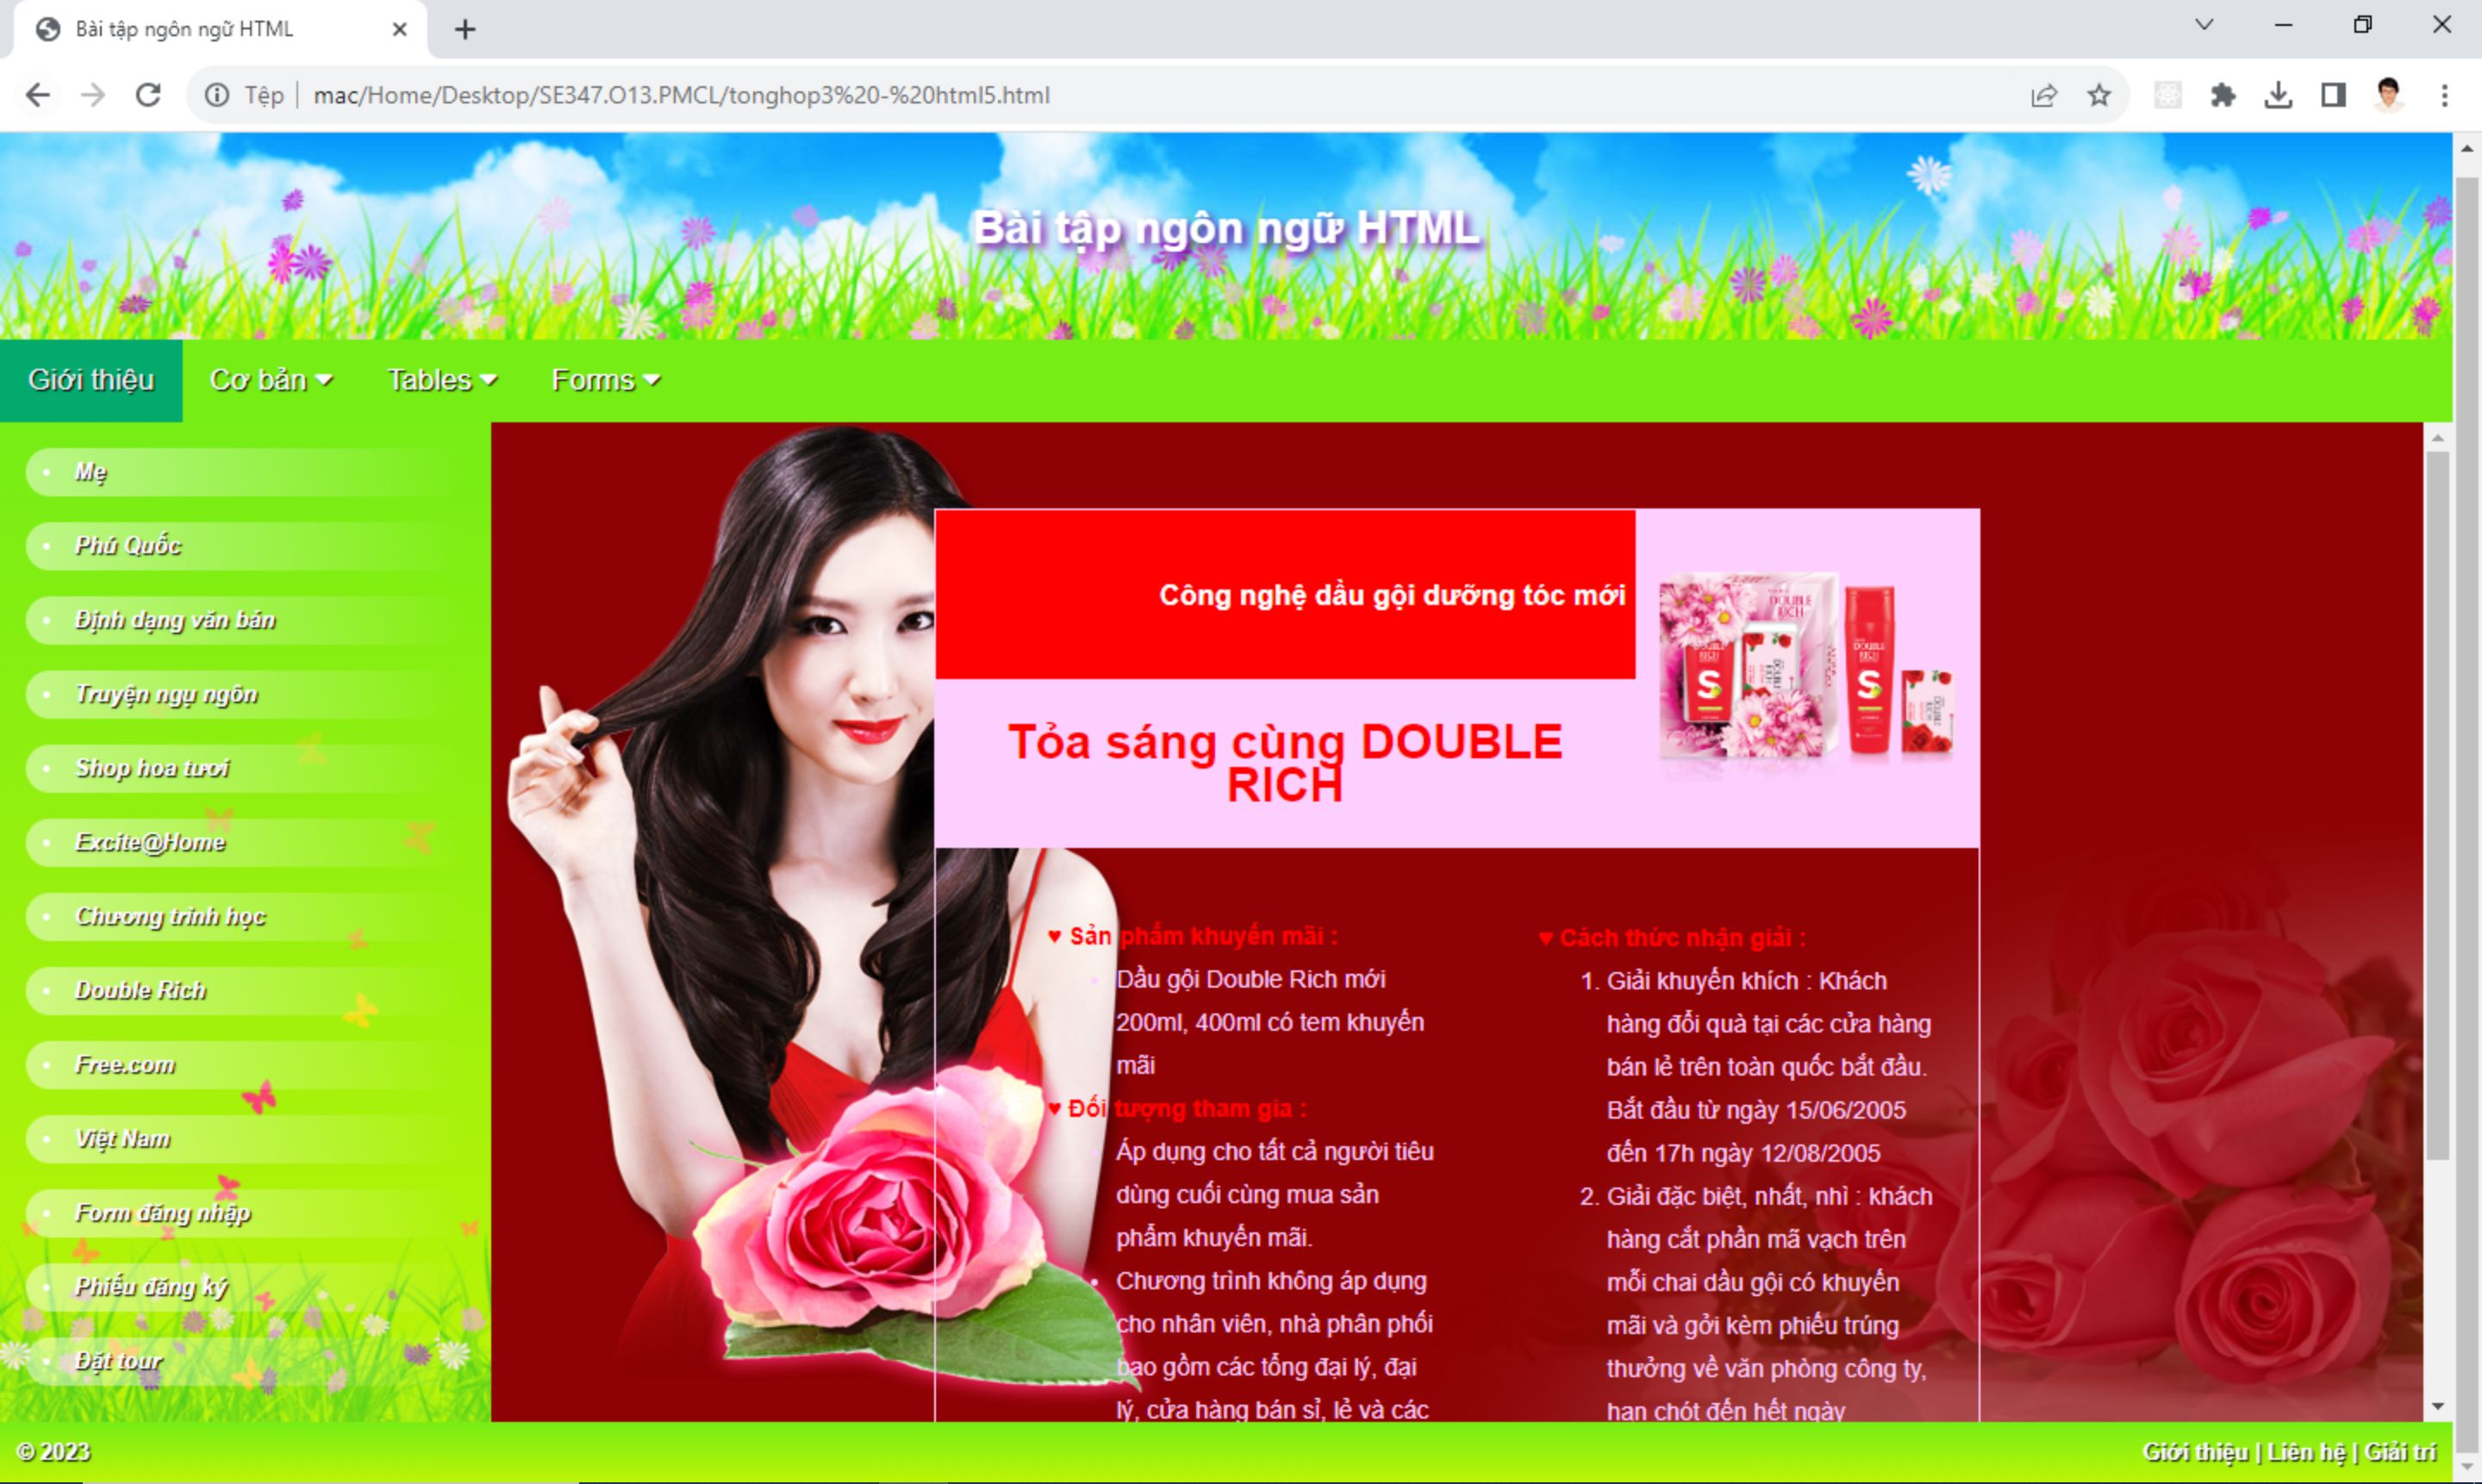 Bài tập ngôn ngữ HTML
Tệp
mac/Home/Desktop/SE347.O13.PMCL/tonghop3%20-%20html5.html
Bài tập ngôn ngữ HTML
Giới thiệu
Cơ bản
Tables
Forms
Mẹ
Phú Quốc
Định dạng văn bản
Truyện ngụ ngôn
Shop hoa tươi
Excite@Home
Chương trình học
Double Rich
Free.com
Việt Nam
Form đăng nhập
Phiếu đăng ký
Đặt tour
Công nghệ dầu gội dưỡng tóc mới
DOUBLE
RICH
S
DOUBLE
RICH
S
Tỏa sáng cùng DOUBLE
RICH
♥ Sản phẩm khuyến mãi :
• Dầu gội Double Rich mới
200ml, 400ml có tem khuyến
mãi
♥ Đối tượng tham gia :
Áp dụng cho tất cả người tiêu
dùng cuối cùng mua sản
phẩm khuyến mãi.
• Chương trình không áp dụng
cho nhân viên, nhà phân phối
bao gồm các tổng đại lý, đại
lý, cửa hàng bán sỉ, lẻ và các
♥ Cách thức nhận giải :
1. Giải khuyến khích : Khách
hàng đổi quà tại các cửa hàng
bán lẻ trên toàn quốc bắt đầu.
Bắt đầu từ ngày 15/06/2005
đến 17h ngày 12/08/2005
2. Giải đặc biệt, nhất, nhì : khách
hàng cắt phần mã vạch trên
mỗi chai dầu gội có khuyến
mãi và gởi kèm phiếu trúng
thưởng về văn phòng công ty,
hạn chót đến hết ngày
© 2023
Giới thiệu | Liên hệ | Giải trí